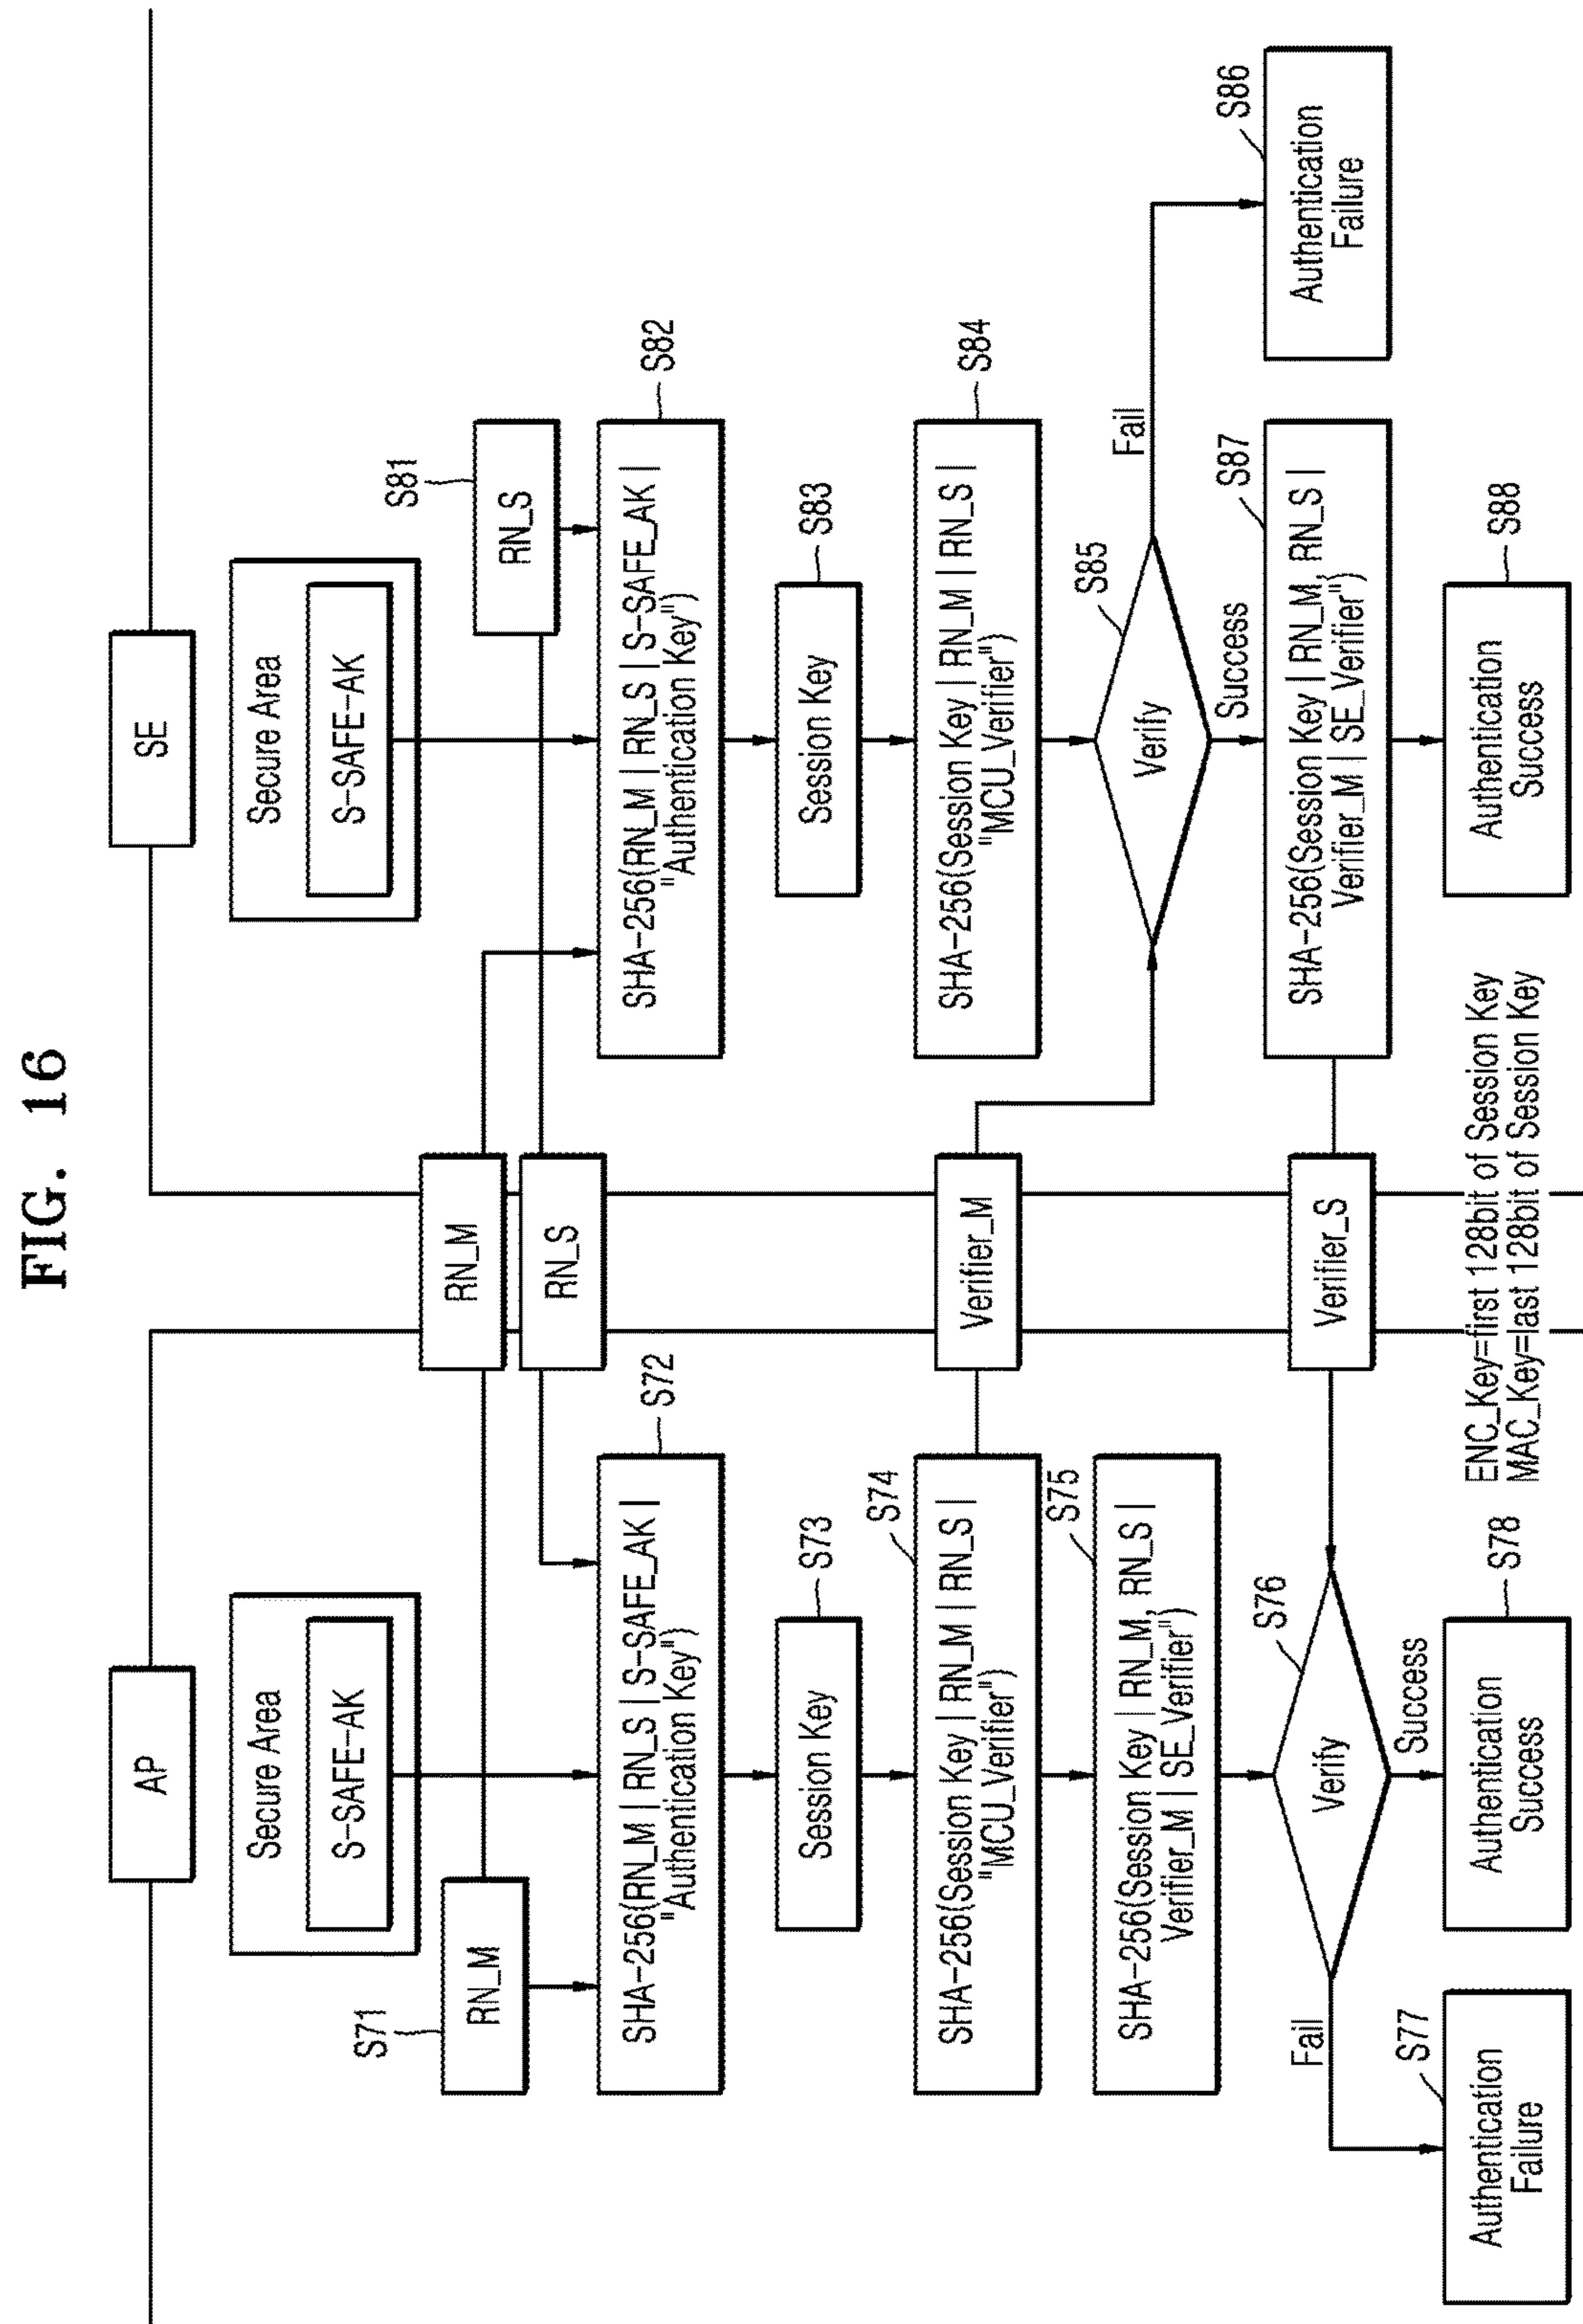 FIG. 16
AP
Secure Area
S-SAFE-AK
S71
RN_M
SHA-256(RN_M | RN_S | S-SAFE_AK |
"Authentication Key")
S72
Session Key
S73
SHA-256(Session Key | RN_M | RN_S |
"MCU_Verifier")
S74
SHA-256(Session Key | RN_M, RN_S |
Verifier_M | SE_Verifier")
S75
Verify
S76
Fail
Success
Authentication
Failure
S77
Authentication
Success
S78
RN_M
RN_S
Verifier_M
Verifier_S
ENC_Key=first 128bit of Session Key
MAC_Key=last 128bit of Session Key
SE
Secure Area
S-SAFE-AK
S81
RN_S
SHA-256(RN_M | RN_S | S-SAFE_AK |
"Authentication Key")
S82
Session Key
S83
SHA-256(Session Key | RN_M | RN_S |
"MCU_Verifier")
S84
Verify
S85
Fail
Success
Authentication
Failure
S86
SHA-256(Session Key | RN_M, RN_S |
Verifier_M | SE_Verifier")
S87
Authentication
Success
S88